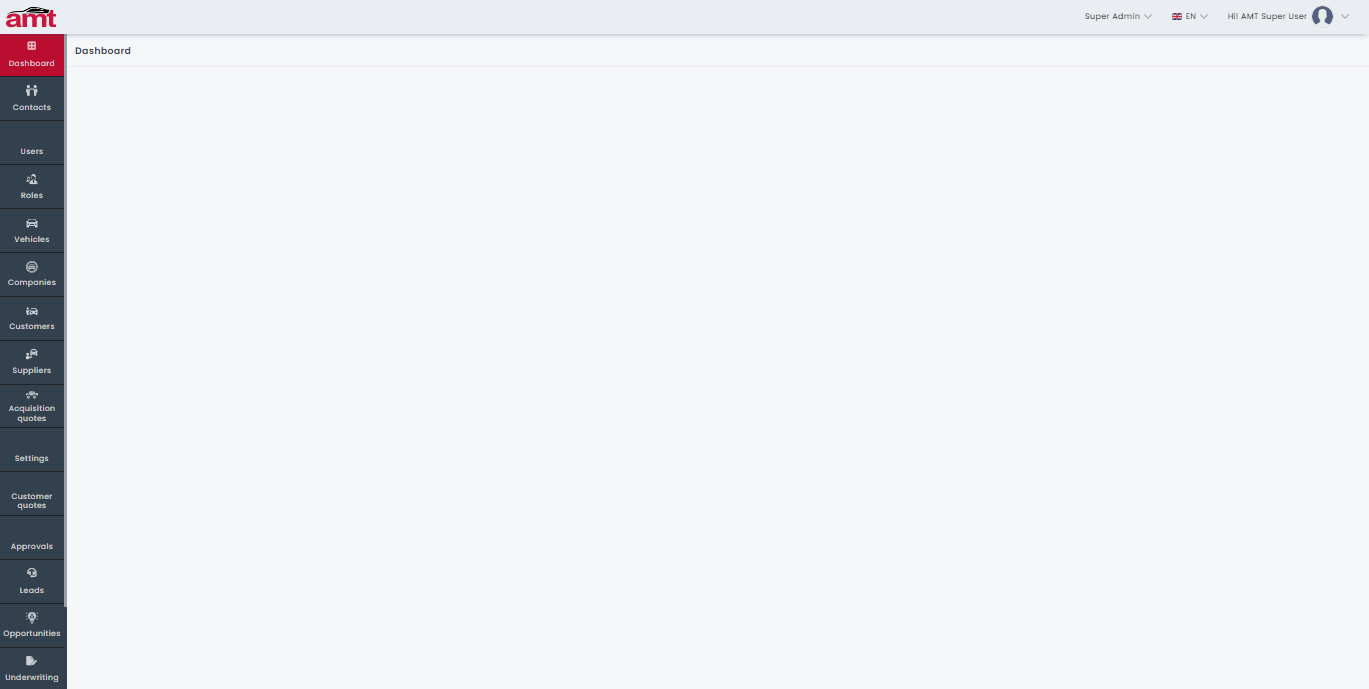 amt
Super Admin
EN
Hi! AMT Super User
Dashboard
Dashboard
Contacts
Users
Roles
Vehicles
Companies
Customers
Suppliers
Acquisition
quotes
Settings
Customer
quotes
Approvals
Leads
Opportunities
Underwriting